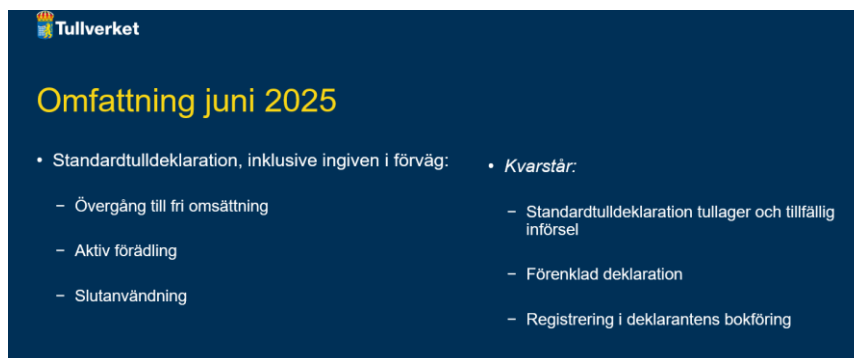 Tullverket
Omfattning juni 2025
• Standardtulldeklaration, inklusive ingiven i förväg:
− Övergång till fri omsättning
− Aktiv förädling
− Slutanvändning
• Kvarstår:
− Standardtulldeklaration tullager och tillfällig
införsel
− Förenklad deklaration
− Registrering i deklarantens bokföring